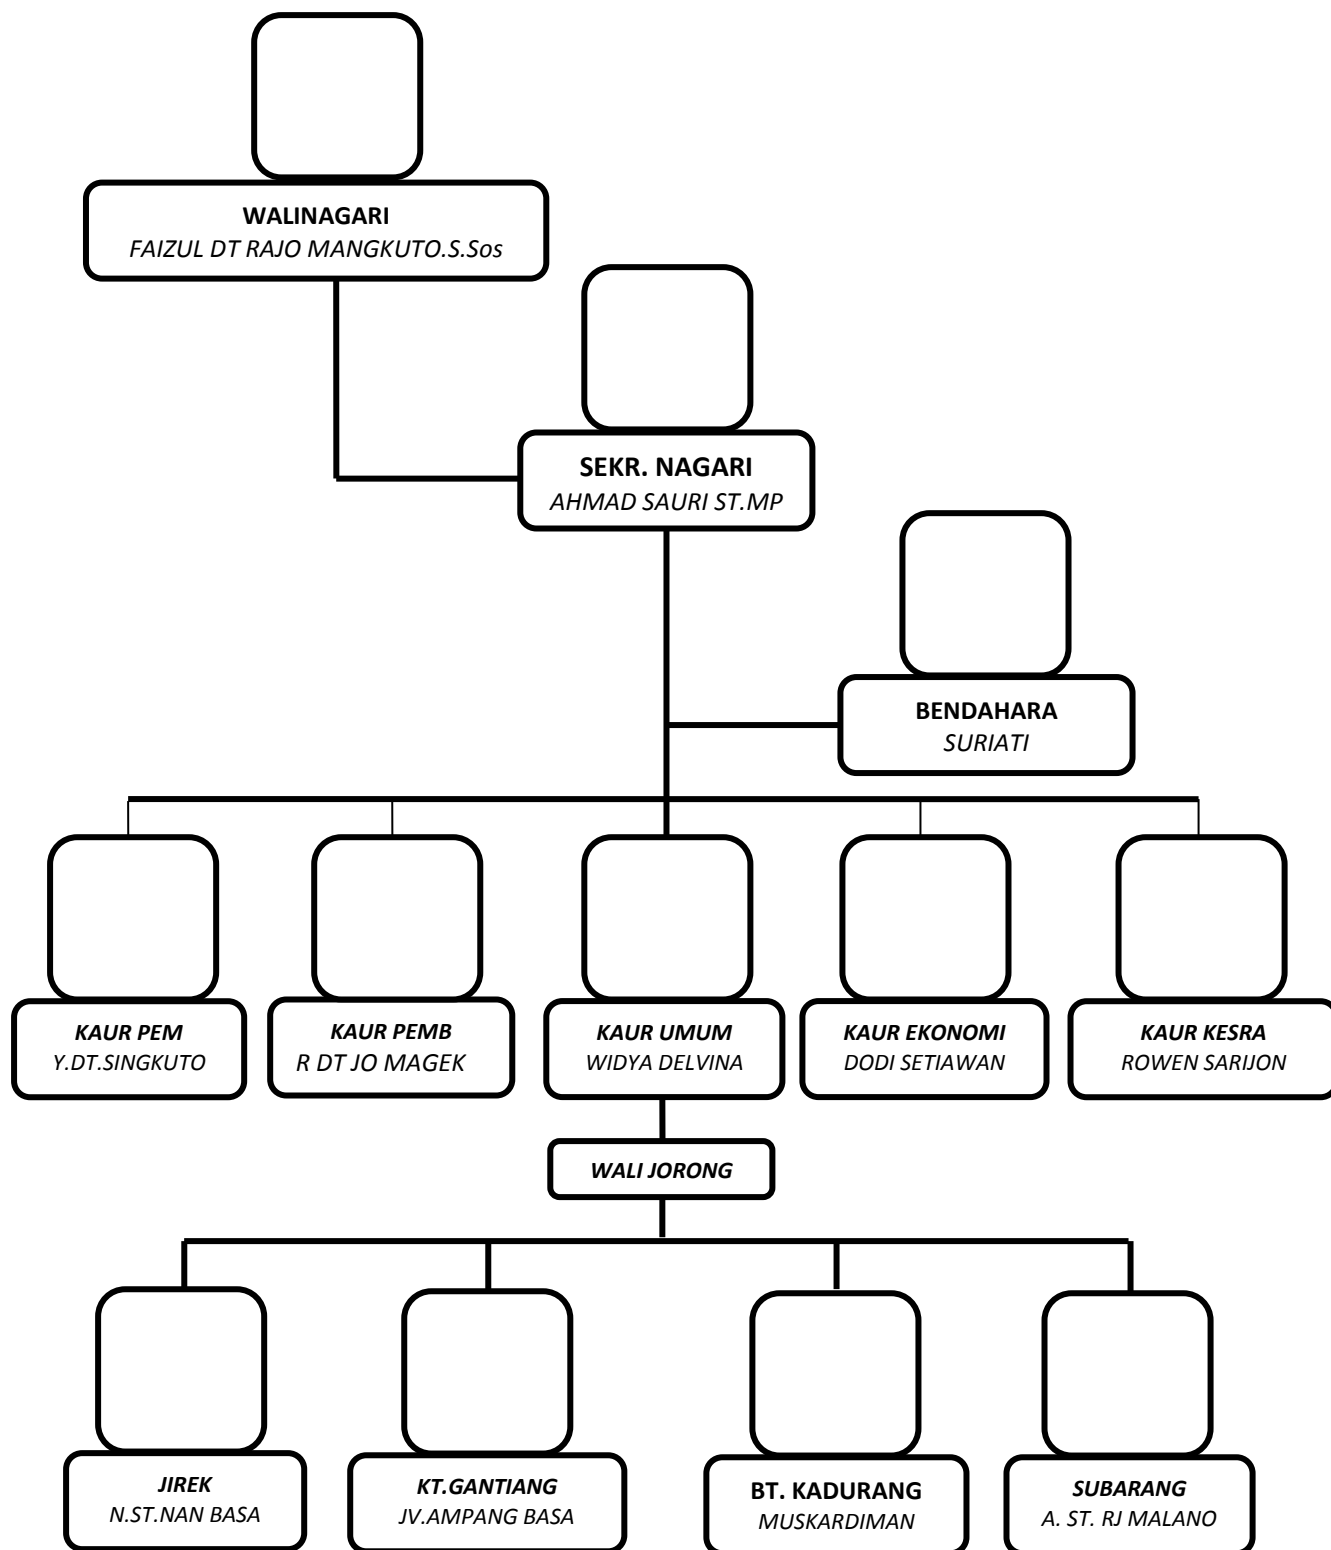 WALINAGARI
FAIZUL DT RAJO MANGKUTO.S.Sos
SEKR. NAGARI
AHMAD SAURI ST.MP
BENDAHARA
SURIATI
KAUR PEM
Y.DT.SINGKUTO
KAUR PEMB
R DT JO MAGEK
KAUR UMUM
WIDYA DELVINA
KAUR EKONOMI
DODI SETIAWAN
KAUR KESRA
ROWEN SARIJON
WALI JORONG
JIREK
N.ST.NAN BASA
KT.GANTIANG
JV.AMPANG BASA
BT. KADURANG
MUSKARDIMAN
SUBARANG
A. ST. RJ MALANO